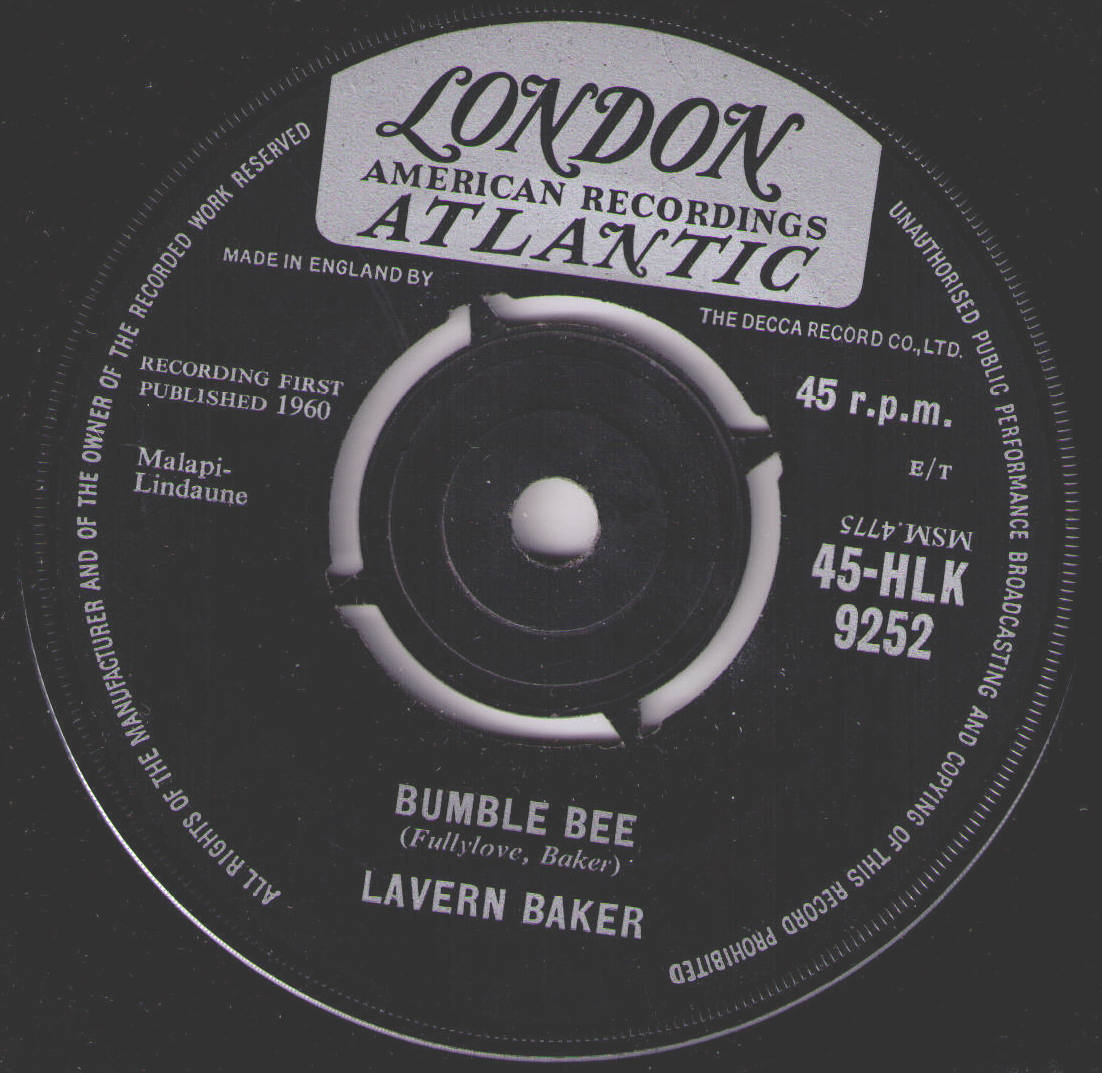 LONDON
AMERICAN RECORDINGS
ATLANTIC
MADE IN ENGLAND BY
THE DECCA RECORD CO., LTD.
RECORDING FIRST
PUBLISHED 1960
Malapi-
Lindaune
45 r.p.m.
E/T
MSM.4775
45-HLK
9252
BUMBLE BEE
(Fullylove, Baker)
LAVERN BAKER
ALL RIGHTS OF THE MANUFACTURER AND OF THE OWNER OF THE RECORDED WORK RESERVED
UNAUTHORISED PUBLIC PERFORMANCE BROADCASTING AND COPYING OF THIS RECORD PROHIBITED